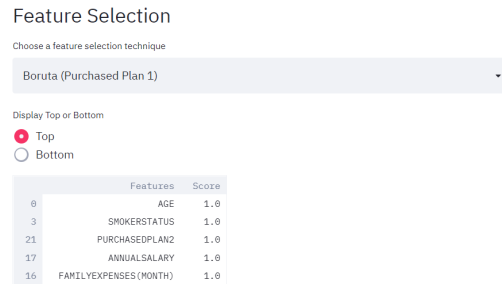 Feature Selection
Choose a feature selection technique
Boruta (Purchased Plan 1)
Display Top or Bottom
Top
Bottom
Features Score
0 AGE 1.0
3 SMOKERSTATUS 1.0
21 PURCHASEDPLAN2 1.0
17 ANNUALSALARY 1.0
16 FAMILYEXPENSES(MONTH) 1.0